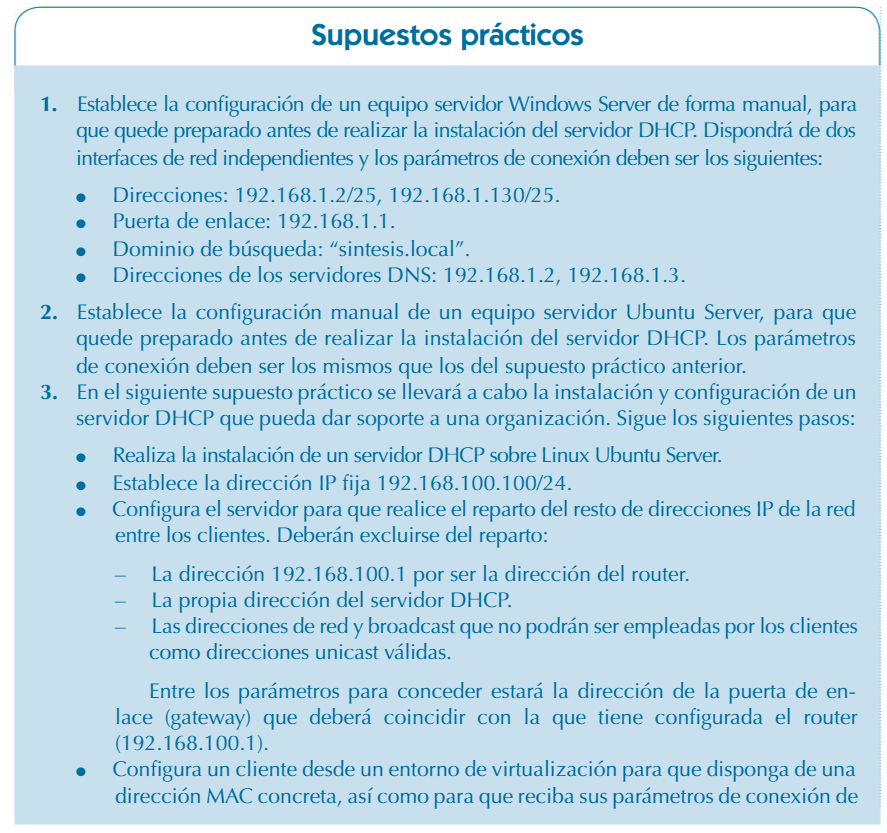 Supuestos prácticos
1. Establece la configuración de un equipo servidor Windows Server de forma manual, para
que quede preparado antes de realizar la instalación del servidor DHCP. Dispondrá de dos
interfaces de red independientes y los parámetros de conexión deben ser los siguientes:
● Direcciones: 192.168.1.2/25, 192.168.1.130/25.
● Puerta de enlace: 192.168.1.1.
● Dominio de búsqueda: “sintesis.local”.
● Direcciones de los servidores DNS: 192.168.1.2, 192.168.1.3.
2. Establece la configuración manual de un equipo servidor Ubuntu Server, para que
quede preparado antes de realizar la instalación del servidor DHCP. Los parámetros
de conexión deben ser los mismos que los del supuesto práctico anterior.
3. En el siguiente supuesto práctico se llevará a cabo la instalación y configuración de un
servidor DHCP que pueda dar soporte a una organización. Sigue los siguientes pasos:
● Realiza la instalación de un servidor DHCP sobre Linux Ubuntu Server.
● Establece la dirección IP fija 192.168.100.100/24.
● Configura el servidor para que realice el reparto del resto de direcciones IP de la red
entre los clientes. Deberán excluirse del reparto:
– La dirección 192.168.100.1 por ser la dirección del router.
– La propia dirección del servidor DHCP.
– Las direcciones de red y broadcast que no podrán ser empleadas por los clientes
como direcciones unicast válidas.
Entre los parámetros para conceder estará la dirección de la puerta de en-
lace (gateway) que deberá coincidir con la que tiene configurada el router
(192.168.100.1).
● Configura un cliente desde un entorno de virtualización para que disponga de una
dirección MAC concreta, así como para que reciba sus parámetros de conexión de